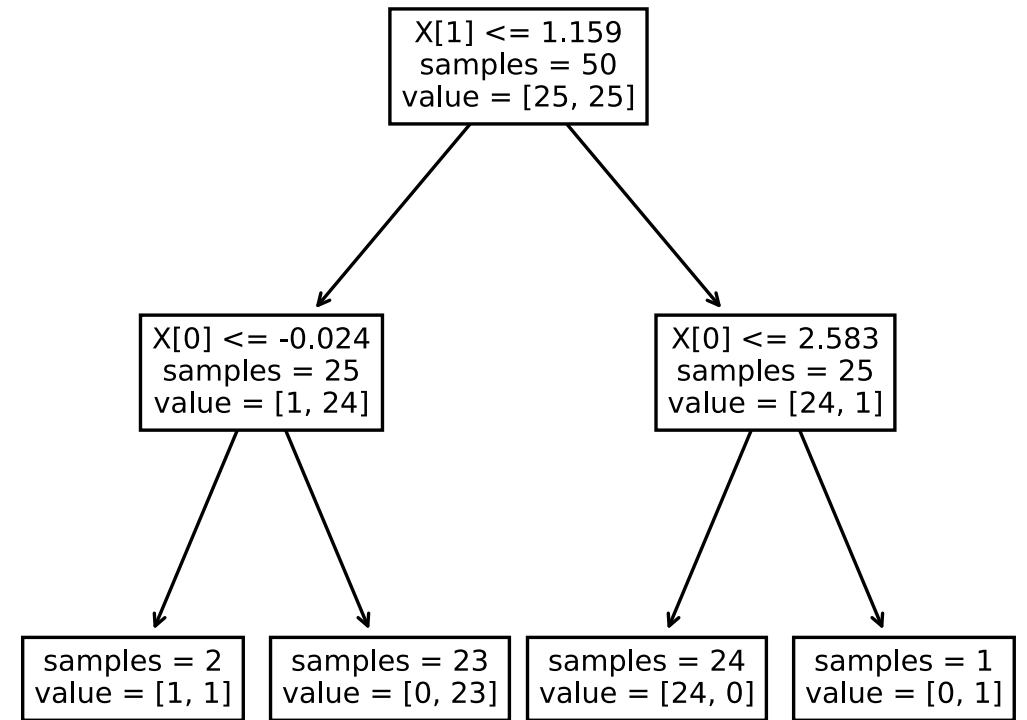 X[1] <= 1.159
samples = 50
value = [25, 25]
X[0] <= -0.024
samples = 25
value = [1, 24]
X[0] <= 2.583
samples = 25
value = [24, 1]
samples = 2
value = [1, 1]
samples = 23
value = [0, 23]
samples = 24
value = [24, 0]
samples = 1
value = [0, 1]